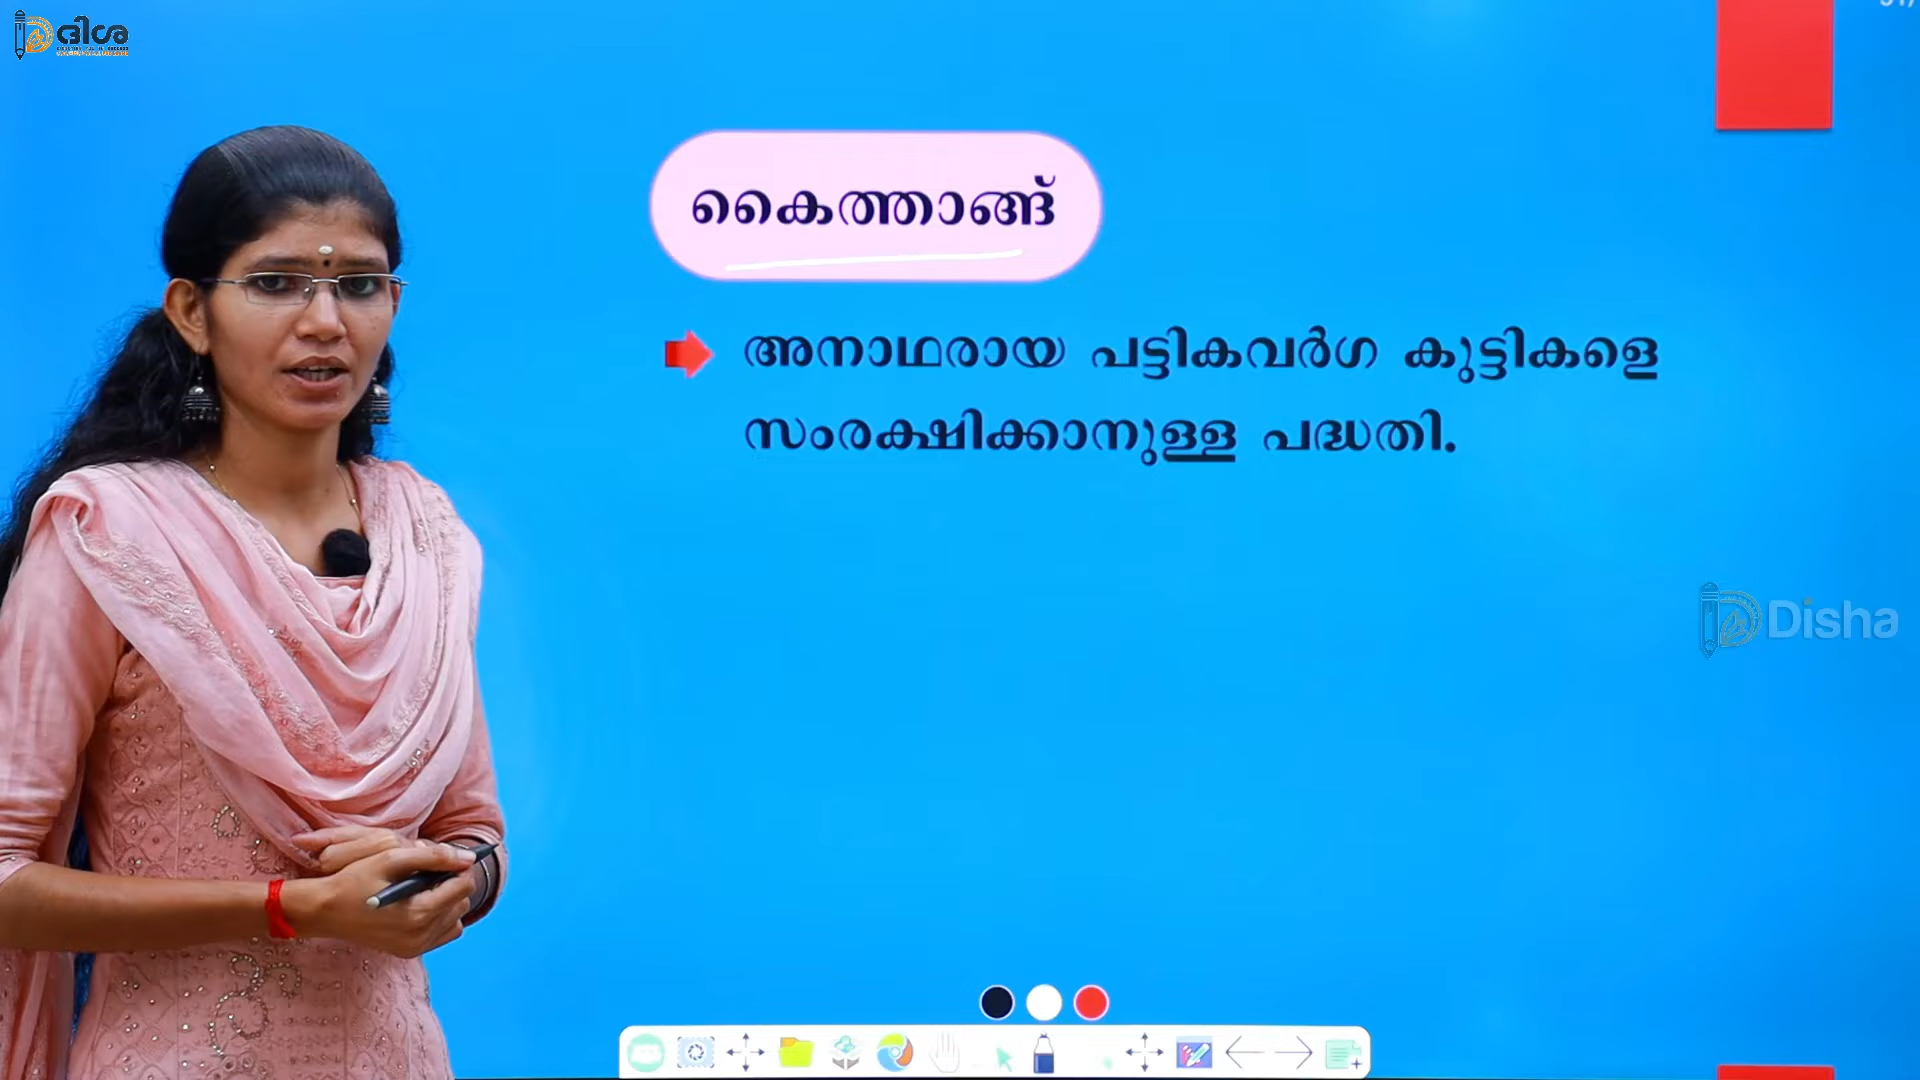 ദിശ
കൈത്താങ്ങ്
അനാഥരായ പട്ടികവർഗ കുട്ടികളെ
സംരക്ഷിക്കാനുള്ള പദ്ധതി.
Disha